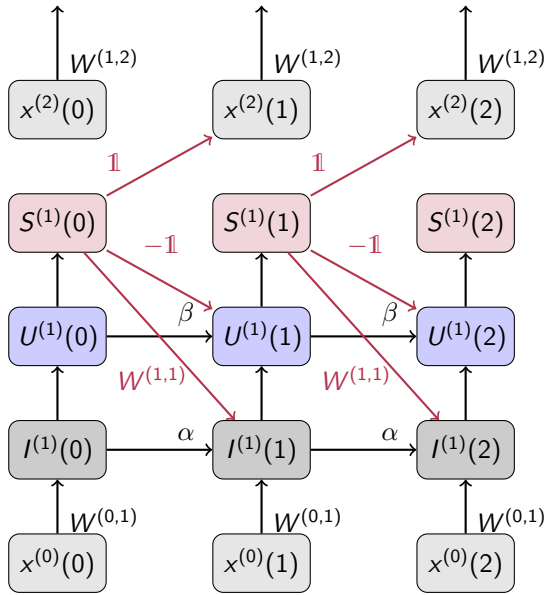 W^{(1,2)} W^{(1,2)} W^{(1,2)}
x^{(2)}(0) x^{(2)}(1) x^{(2)}(2)
𝟙 𝟙
S^{(1)}(0) S^{(1)}(1) S^{(1)}(2)
−𝟙 −𝟙
β β
U^{(1)}(0) U^{(1)}(1) U^{(1)}(2)
W^{(1,1)} W^{(1,1)}
α α
I^{(1)}(0) I^{(1)}(1) I^{(1)}(2)
W^{(0,1)} W^{(0,1)} W^{(0,1)}
x^{(0)}(0) x^{(0)}(1) x^{(0)}(2)